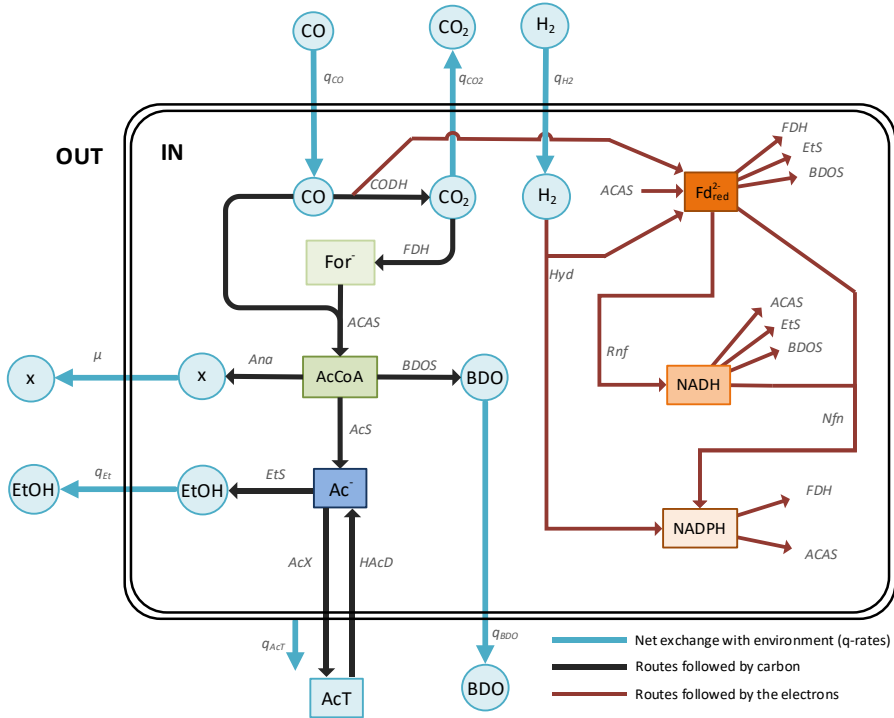 CO
CO2
H2
qCO
qCO2
qH2
OUT
IN
FDH
EtS
BDOS
CODH
ACAS
Fd2-red
CO
CO2
H2
FDH
For-
Hyd
ACAS
ACAS
EtS
BDOS
Rnf
μ
Ana
BDOS
x
x
AcCoA
BDO
NADH
Nfn
AcS
qEt
EtS
EtOH
EtOH
Ac-
FDH
NADPH
ACAS
AcX
HAcD
qAcT
qBDO
Net exchange with environment (q-rates)
Routes followed by carbon
Routes followed by the electrons
AcT
BDO